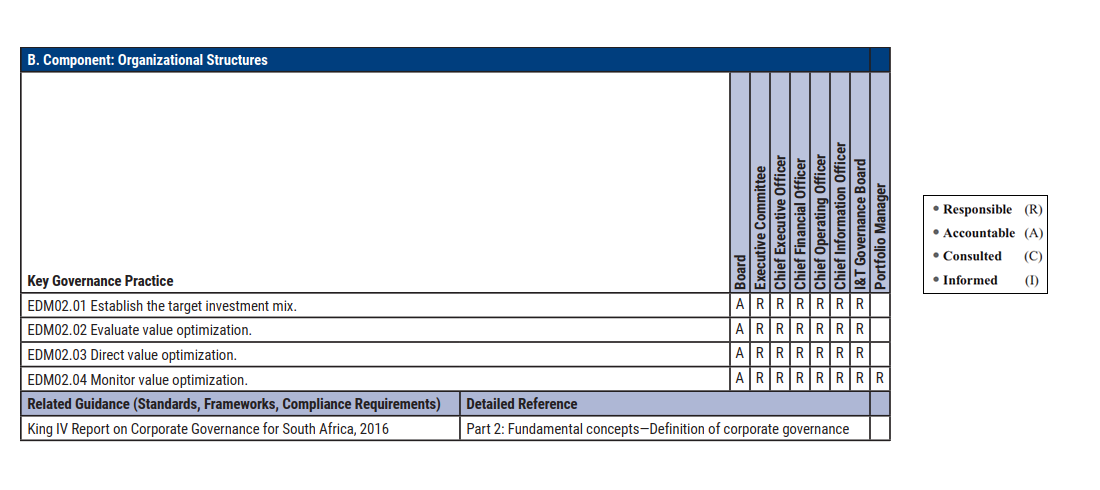 B. Component: Organizational Structures
Key Governance Practice
Board
Executive Committee
Chief Executive Officer
Chief Financial Officer
Chief Operating Officer
Chief Information Officer
I&T Governance Board
Portfolio Manager
EDM02.01 Establish the target investment mix. A R R R R R R
EDM02.02 Evaluate value optimization. A R R R R R R
EDM02.03 Direct value optimization. A R R R R R R
EDM02.04 Monitor value optimization. A R R R R R R R
Related Guidance (Standards, Frameworks, Compliance Requirements) Detailed Reference
King IV Report on Corporate Governance for South Africa, 2016 Part 2: Fundamental concepts—Definition of corporate governance
• Responsible (R)
• Accountable (A)
• Consulted (C)
• Informed (I)